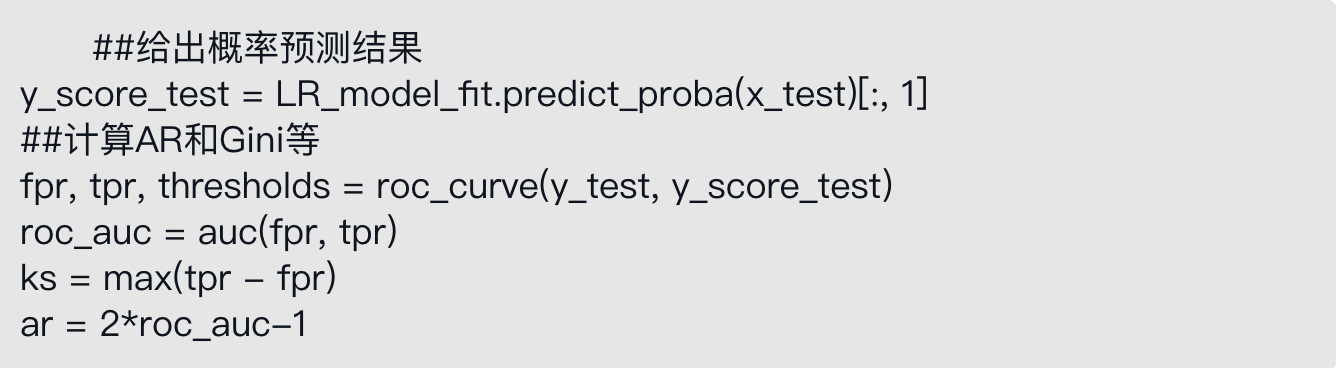 ##给出概率预测结果
y_score_test = LR_model_fit.predict_proba(x_test)[:, 1]
##计算AR和Gini等
fpr, tpr, thresholds = roc_curve(y_test, y_score_test)
roc_auc = auc(fpr, tpr)
ks = max(tpr – fpr)
ar = 2*roc_auc–1